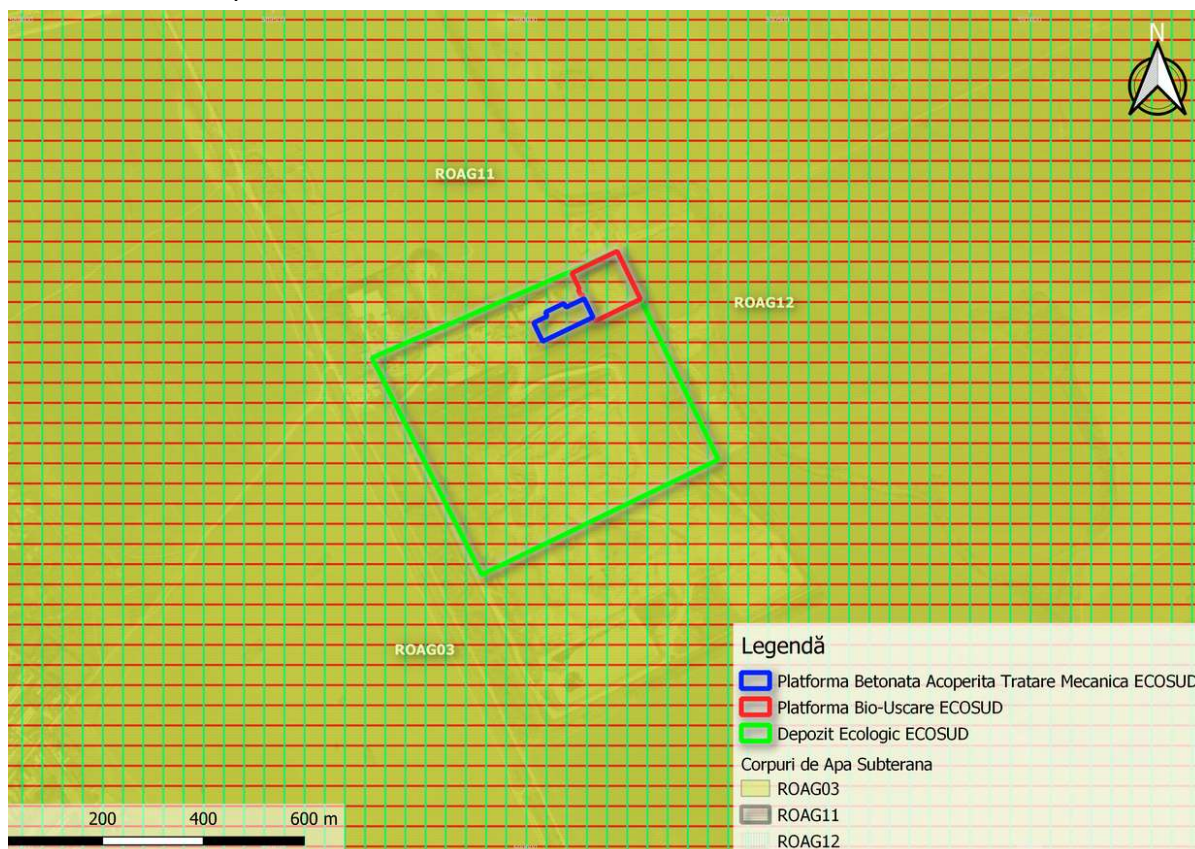 N
ROAG11
ROAG12
ROAG03
Legendă
Platforma Betonata Acoperita Tratare Mecanica ECOSUD
Platforma Bio-Uscare ECOSUD
Depozit Ecologic ECOSUD
Corpuri de Apa Subterana
ROAG03
ROAG11
ROAG12
200 400 600 m